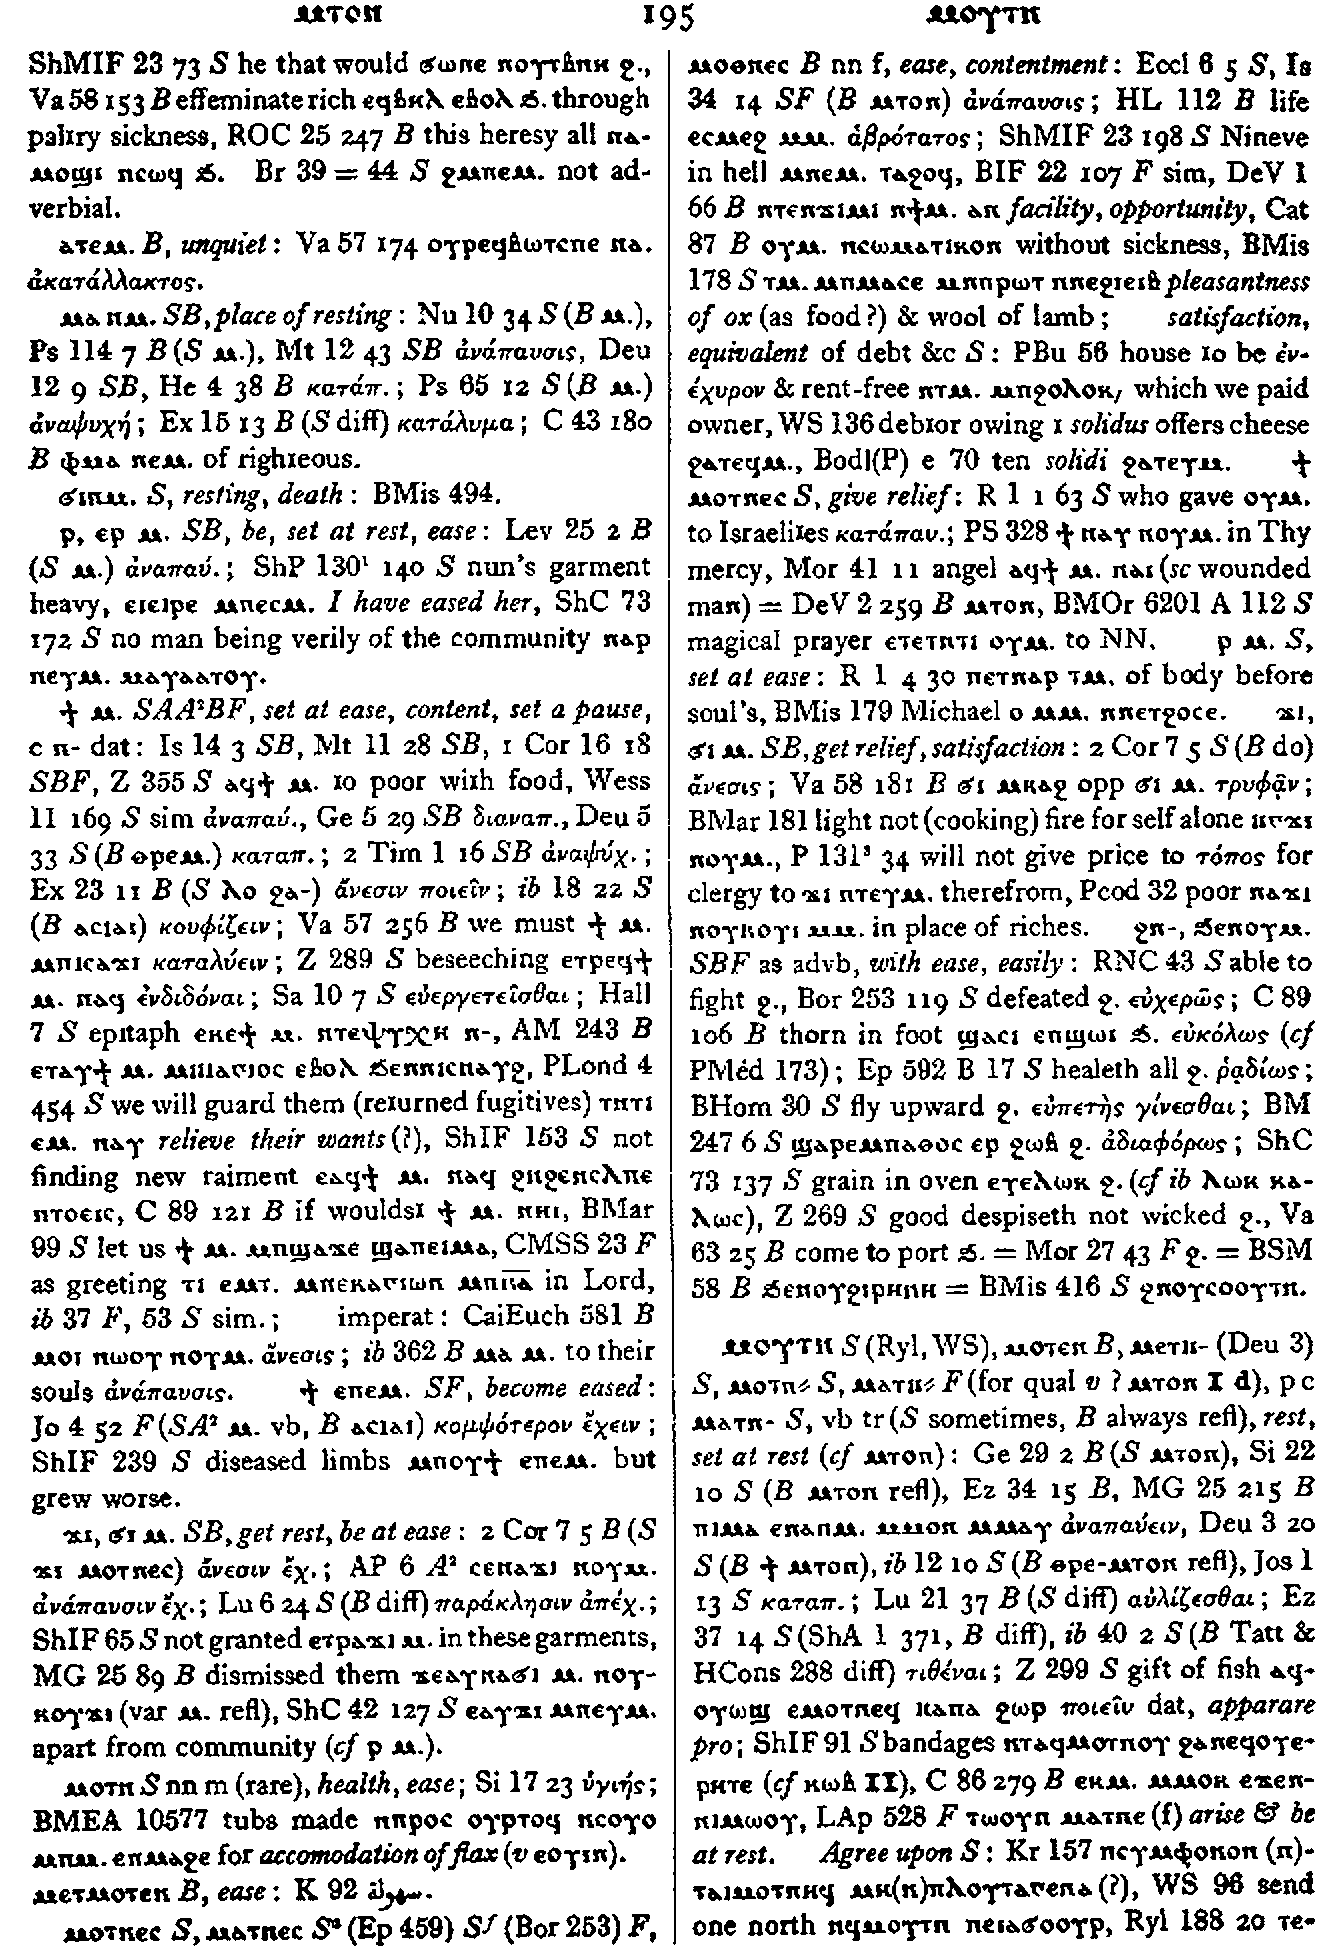 ⲙⲧⲟⲛ 195 ⲙⲟⲩⲧⲛ
ShMIF 23 73 S he that would ϭⲱⲡⲉ ⲛⲟⲩⲧⲃⲛⲏ ϩ.,
Va 58 153 B effeminate rich ⲉϥⲃⲏⲗ ⲉⲃⲟⲗ ϧ. through
paltry sickness, ROC 25 247 B this heresy all ⲛⲁ-
ⲙⲟϣⲓ ⲛⲥⲱϥ ϧ. Br 39 = 44 S ϩⲙⲡⲉⲙ. not ad-
verbial.
ⲁⲧⲉⲙ. B, unquiet: Va 57 174 ⲟⲩⲣⲉϥϧⲱⲧⲉⲡⲉ ⲛⲁ.
ἀκατάλλακτος.
ⲙⲁ ⲛⲙ. SB, place of resting: Nu 10 34 S (B ⲙ.),
Ps 114 7 B (S ⲙ.), Mt 12 43 SB ἀνάπαυσις, Deu
12 9 SB, He 4 38 B κατάπ.; Ps 65 12 S (B ⲙ.)
ἀναψυχή; Ex 15 13 B (S diff) κατάλυμα; C 43 180
B ⲫⲙⲁ ⲛⲉⲙ. of righteous.
ϭⲓⲛⲙ. S, resting, death: BMis 494.
ⲣ, ⲉⲣ ⲙ. SB, be, set at rest, ease: Lev 25 2 B
(S ⲙ.) ἀναπαύ.; ShP 130¹ 140 S nun's garment
heavy, ⲉⲓⲉⲓⲣⲉ ⲙⲡⲉⲥⲙ. I have eased her, ShC 73
172 S no man being verily of the community ⲛⲁⲣ
ⲡⲉⲩⲙ. ⲙⲁⲩⲁⲁⲧⲟⲩ.
ϯ ⲙ. SAA²BF, set at ease, content, set a pause,
c ⲛ- dat: Is 14 3 SB, Mt 11 28 SB, 1 Cor 16 18
SBF, Z 355 S ⲁϥϯ ⲙ. to poor with food, Wess
11 169 S sim ἀναπαύ., Ge 5 29 SB διαναπ., Deu 5
33 S (B ⲑⲣⲉⲙ.) καταπ.; 2 Tim 1 16 SB ἀναψύχ.;
Ex 23 11 B (S ⲗⲟ ϩⲁ-) ἄνεσιν ποιεῖν; ib 18 22 S
(B ⲁⲥⲓⲁⲓ) κουφίζειν; Va 57 256 B we must ϯ ⲙ.
ⲙⲡⲓⲥⲁϫⲓ καταλύειν; Z 289 S beseeching ⲉⲧⲣⲉϥϯ
ⲙ. ⲛⲁϥ ἐνδιδόναι; Sa 10 7 S εὐεργετεῖσθαι; Hall
7 S epitaph ⲉⲕⲉϯ ⲙ. ⲛⲧⲉⲯⲩⲭⲏ ⲛ-, AM 243 B
ⲉⲧⲁⲩϯ ⲙ. ⲙⲡⲓⲁⲅⲓⲟⲥ ⲉⲃⲟⲗ ϧⲉⲛⲛⲓⲥⲛⲁⲩϩ, PLond 4
454 S we will guard them (returned fugitives) ⲧⲛⲧⲓ
ⲉⲙ. ⲛⲁⲩ relieve their wants (?), ShIF 153 S not
finding new raiment ⲉⲁϥϯ ⲙ. ⲛⲁϥ ϩⲛϩⲉⲛⲥⲗⲡⲉ
ⲛⲧⲟⲉⲓⲥ, C 89 121 B if wouldst ϯ ⲙ. ⲛⲏⲓ, BMar
99 S let us ϯ ⲙ. ⲙⲡϣⲁϫⲉ ϣⲁⲡⲉⲓⲙⲁ, CMSS 23 F
as greeting ⲧⲓ ⲉⲙⲧ. ⲙⲡⲉⲕⲁⲅⲓⲱⲛ ⲙⲡⲛ̅ⲁ̅ in Lord,
ib 37 F, 53 S sim.; imperat: CaiEuch 581 B
ⲙⲟⲓ ⲛⲱⲟⲩ ⲛⲟⲩⲙ. ἄνεσις; ib 362 B ⲙⲁ ⲙ. to their
souls ἀνάπαυσις. ϯ ⲉⲡⲉⲙ. SF, become eased:
Jo 4 52 F (SA² ⲙ. vb, B ⲁⲥⲓⲁⲓ) κομψότερον ἔχειν;
ShIF 239 S diseased limbs ⲙⲡⲟⲩϯ ⲉⲡⲉⲙ. but
grew worse.
ϫⲓ, ϭⲓ ⲙ. SB, get rest, be at ease: 2 Cor 7 5 B (S
ϫⲓ ⲙⲟⲧⲛⲉⲥ) ἄνεσιν ἔχ.; AP 6 A² ⲥⲉⲛⲁϫⲓ ⲛⲟⲩⲙ.
ἀνάπαυσιν ἔχ.; Lu 6 24 S (B diff) παράκλησιν ἀπέχ.;
ShIF 65 S not granted ⲉⲧⲣⲁϫⲓ ⲙ. in these garments,
MG 25 89 B dismissed them ϫⲉⲁⲩⲛⲁϭⲓ ⲙ. ⲛⲟⲩ-
ⲕⲟⲩϫⲓ (var ⲙ. refl), ShC 42 127 S ⲉⲁⲩϫⲓ ⲙⲡⲉⲩⲙ.
apart from community (cf ⲣ ⲙ.).
ⲙⲟⲧⲛ S nn m (rare), health, ease; Si 17 23 ὑγιής;
BMEA 10577 tubs made ⲛⲡⲣⲟⲥ ⲟⲩⲣⲧⲟϥ ⲛⲥⲟⲩⲟ
ⲙⲡⲙ. ⲉⲡⲙⲁϩⲉ for accomodation of flax (v ⲉⲟⲩⲓⲛ).
ⲙⲉⲧⲙⲟⲧⲉⲛ B, ease: K 92
ⲙⲟⲧⲛⲉⲥ S, ⲙⲁⲧⲛⲉⲥ Sᵃ (Ep 459) Sᶠ (Bor 253) F,
ⲙⲟⲑⲛⲉⲥ B nn f, ease, contentment: Eccl 6 5 S, Is
34 14 SF (B ⲙⲧⲟⲛ) ἀνάπαυσις; HL 112 B life
ⲉⲥⲙⲉϩ ⲙⲙ. ἁβρότατος; ShMIF 23 198 S Nineve
in hell ⲙⲡⲉⲙ. ⲧⲁϩⲟϥ, BIF 22 107 F sim, DeV 1
66 B ⲛⲧⲉⲛϫⲓⲙⲓ ⲛϯⲙ. ⲁⲛ facility, opportunity, Cat
87 B ⲟⲩⲙ. ⲛⲥⲱⲙⲁⲧⲓⲕⲟⲛ without sickness, BMis
178 S ⲧⲙ. ⲙⲡⲙⲁⲥⲉ ⲙⲛⲡⲣⲱⲧ ⲛⲛⲉϩⲓⲉⲓⲃ pleasantness
of ox (as food?) & wool of lamb; satisfaction,
equivalent of debt &c S: PBu 56 house to be ἐν-
έχυρον & rent-free ⲛⲧⲙ. ⲙⲡϩⲟⲗⲟⲕ/ which we paid
owner, WS 136 debtor owing 1 solidus offers cheese
ϩⲁⲧⲉϥⲙ., Bodl(P) e 70 ten solidi ϩⲁⲧⲉⲩⲙ. ϯ
ⲙⲟⲧⲛⲉⲥ S, give relief: R 1 1 63 S who gave ⲟⲩⲙ.
to Israelites κατάπαυ.; PS 328 ϯ ⲛⲁⲩ ⲛⲟⲩⲙ. in Thy
mercy, Mor 41 11 angel ⲁϥϯ ⲙ. ⲛⲁⲓ (sc wounded
man) = DeV 2 259 B ⲙⲧⲟⲛ, BMOr 6201 A 112 S
magical prayer ⲉⲧⲉⲧⲛⲧⲓ ⲟⲩⲙ. to NN. ⲣ ⲙ. S,
set at ease: R 1 4 30 ⲡⲉⲧⲛⲁⲣ ⲧⲙ. of body before
soul's, BMis 179 Michael ⲟ ⲙⲙ. ⲛⲛⲉⲧϩⲟⲥⲉ. ϫⲓ,
ϭⲓ ⲙ. SB, get relief, satisfaction: 2 Cor 7 5 S (B do)
ἄνεσις; Va 58 181 B ϭⲓ ⲙⲕⲁϩ opp ϭⲓ ⲙ. τρυφᾷν;
BMar 181 light not (cooking) fire for self alone ⲛⲅϫⲓ
ⲛⲟⲩⲙ., P 131³ 34 will not give price to τόπος for
clergy to ϫⲓ ⲛⲧⲉⲩⲙ. therefrom, Pcod 32 poor ⲛⲁϫⲓ
ⲛⲟⲩⲕⲟⲩⲓ ⲙⲙ. in place of riches. ϩⲛ-, ϧⲉⲛⲟⲩⲙ.
SBF as advb, with ease, easily: RNC 43 S able to
fight ϩ., Bor 253 119 S defeated ϩ. εὐχερῶς; C 89
106 B thorn in foot ϣⲁⲥⲓ ⲉⲡϣⲱⲓ ϧ. εὐκόλως (cf
PMéd 173); Ep 592 B 17 S healeth all ϩ. ῥᾳδίως;
BHom 30 S fly upward ϩ. εὐπετὴς γίνεσθαι; BM
247 6 S ϣⲁⲣⲉⲙⲡⲁⲑⲟⲥ ⲉⲣ ϩⲱⲃ ϩ. ἀδιαφόρως; ShC
73 137 S grain in oven ⲉⲧⲉⲗⲱⲕ ϩ. (cf ib ⲗⲱⲕ ⲕⲁ-
ⲗⲱⲥ), Z 269 S good despiseth not wicked ϩ., Va
63 25 B come to port ϧ. = Mor 27 43 F ϩ. = BSM
58 B ϧⲉⲛⲟⲩϩⲓⲣⲏⲛⲏ = BMis 416 S ϩⲛⲟⲩⲥⲟⲟⲩⲧⲛ.
ⲙⲟⲩⲧⲛ S (Ryl, WS), ⲙⲟⲧⲉⲛ B, ⲙⲉⲧⲛ- (Deu 3)
S, ⲙⲟⲧⲛ⸗ S, ⲙⲁⲧⲛ⸗ F (for qual v ? ⲙⲧⲟⲛ I d), p c
ⲙⲁⲧⲛ- S, vb tr (S sometimes, B always refl), rest,
set at rest (cf ⲙⲧⲟⲛ): Ge 29 2 B (S ⲙⲧⲟⲛ), Si 22
10 S (B ⲙⲧⲟⲛ refl), Ez 34 15 B, MG 25 215 B
ⲡⲓⲙⲁ ⲉⲛⲁⲡⲙ. ⲙⲙⲟⲛ ⲙⲙⲁⲩ ἀναπαύειν, Deu 3 20
S (B ϯ ⲙⲧⲟⲛ), ib 12 10 S (B ⲑⲣⲉ-ⲙⲧⲟⲛ refl), Jos 1
13 S καταπ.; Lu 21 37 B (S diff) αὐλίζεσθαι; Ez
37 14 S (ShA 1 371, B diff), ib 40 2 S (B Tatt &
HCons 288 diff) τιθέναι; Z 299 S gift of fish ⲁϥ-
ⲟⲩⲱϣ ⲉⲙⲟⲧⲛⲉϥ ⲛⲁⲡⲁ ϩⲱⲣ ποιεῖν dat, apparare
pro; ShIF 91 S bandages ⲛⲧⲁϥⲙⲟⲧⲛⲟⲩ ϩⲁⲛⲉϥⲟⲩⲉ-
ⲣⲏⲧⲉ (cf ⲕⲱⲃ II), C 86 279 B ⲉⲕⲙ. ⲙⲙⲟⲕ ⲉϫⲉⲛ-
ⲛⲓⲙⲱⲟⲩ, LAp 528 F ⲧⲱⲟⲩⲛ ⲙⲁⲧⲛⲉ (f) arise & be
at rest. Agree upon S: Kr 157 ⲡⲥⲩⲙⲫⲟⲛⲟⲛ (ⲛ)-
ⲧⲁⲓⲙⲟⲧⲛⲏϥ ⲙⲛ(ⲛ)ⲡⲗⲟⲩⲧⲁⲅⲉⲛⲁ (?), WS 96 send
one north ⲛϥⲙⲟⲩⲧⲛ ⲡⲉⲓⲁϭⲟⲟⲩⲣ, Ryl 188 20 ⲧⲉ-